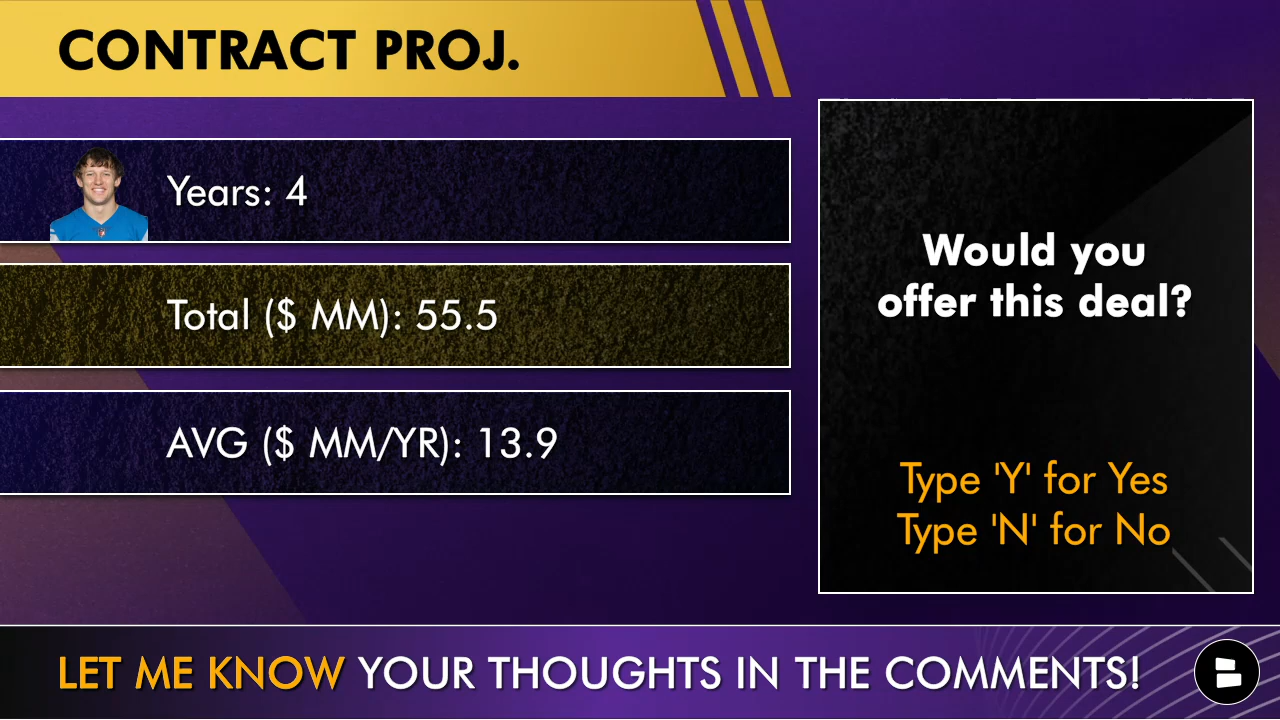 CONTRACT PROJ.
Years: 4
Total ($ MM): 55.5
AVG ($ MM/YR): 13.9
Would you
offer this deal?
Type 'Y' for Yes
Type 'N' for No
LET ME KNOW YOUR THOUGHTS IN THE COMMENTS!